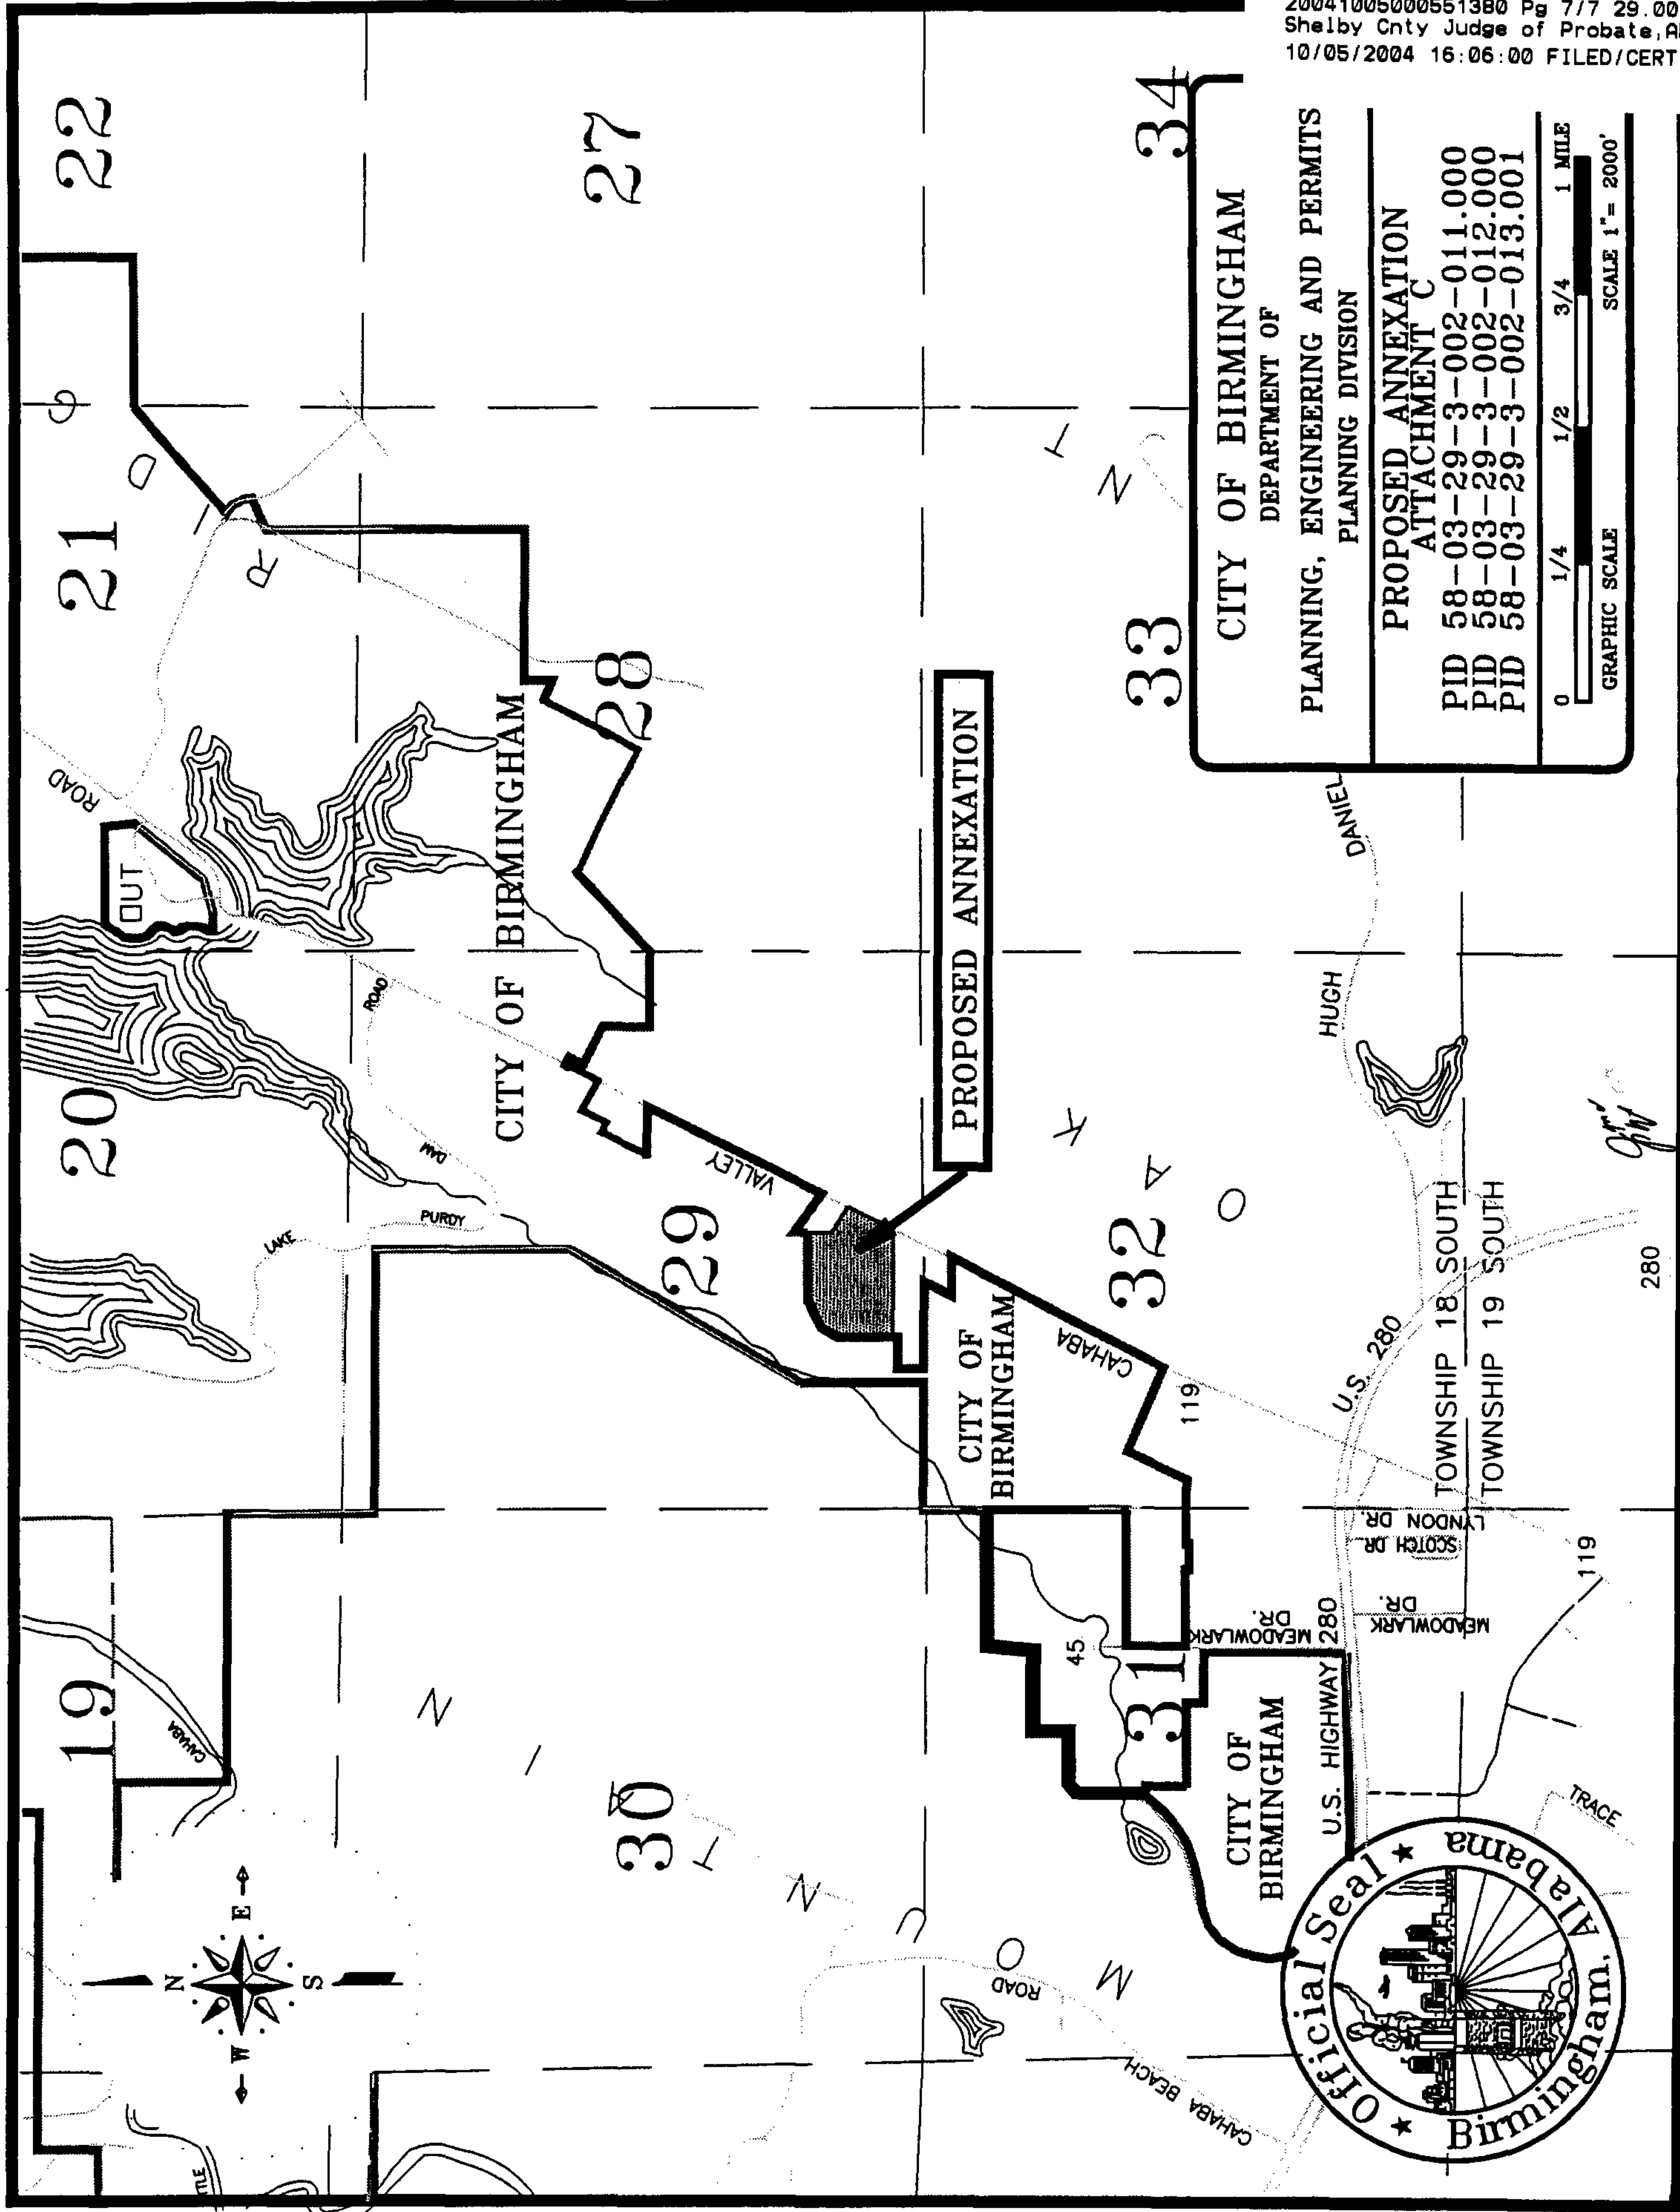 20041005000551380 Pg 7/7 29.00
Shelby Cnty Judge of Probate, A
10/05/2004 16:06:00 FILED/CERT
19
20
21
22
30
29
28
27
31
32
33
34
N
W E
S
CAHABA
LAKE
PURDY
DAM
ROAD
ROAD
OUT
CITY OF BIRMINGHAM
VALLEY
R I D G
M O U N T A I N
O A K
N T
PROPOSED ANNEXATION
CITY OF
BIRMINGHAM
CAHABA
119
45
MEADOWLARK
DR.
CITY OF
BIRMINGHAM
U.S. HIGHWAY 280
U.S. 280
HUGH
DANIEL
MEADOWLARK
DR.
SCOTCH DR.
LYNDON DR.
TOWNSHIP 18 SOUTH
TOWNSHIP 19 SOUTH
280
119
TRACE
CAHABA BEACH
ROAD
TLE
Official Seal
Birmingham, Alabama
CITY OF BIRMINGHAM
DEPARTMENT OF
PLANNING, ENGINEERING AND PERMITS
PLANNING DIVISION
PROPOSED ANNEXATION
ATTACHMENT C
PID 58-03-29-3-002-011.000
PID 58-03-29-3-002-012.000
PID 58-03-29-3-002-013.001
0 1/4 1/2 3/4 1 MILE
GRAPHIC SCALE SCALE 1"= 2000'